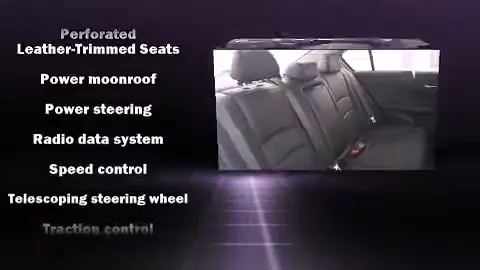 Perforated
Leather-Trimmed Seats
Power moonroof
Power steering
Radio data system
Speed control
Telescoping steering wheel
Traction control